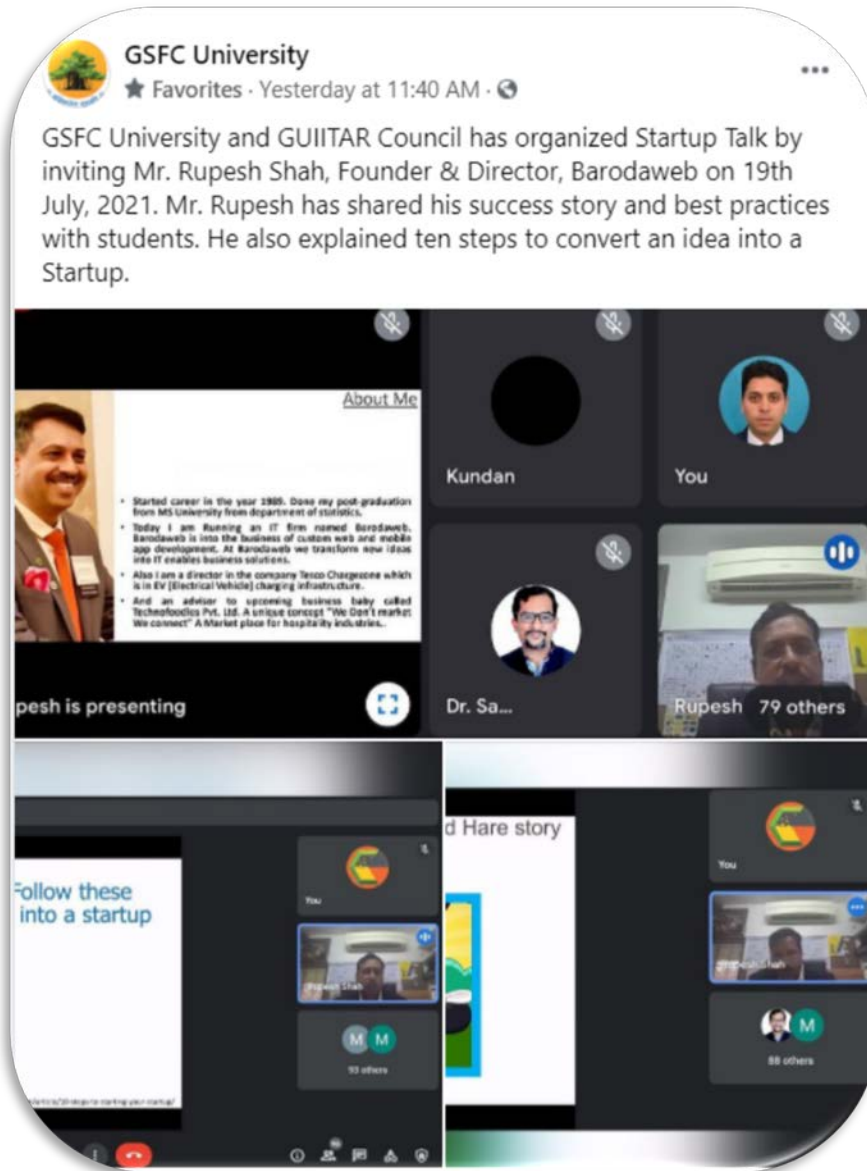 GSFC University
Favorites · Yesterday at 11:40 AM ·
GSFC University and GUIITAR Council has organized Startup Talk by
inviting Mr. Rupesh Shah, Founder & Director, Barodaweb on 19th
July, 2021. Mr. Rupesh has shared his success story and best practices
with students. He also explained ten steps to convert an idea into a
Startup.
About Me
• Started career in the year 1989. Done my post-graduation
from MS University from department of statistics.
• Today I am Running an IT firm named Barodaweb.
Barodaweb is into the business of custom web and mobile
app development. At Barodaweb we transform new ideas
into IT enables business solutions.
• Also I am a director in the company Tesco Chargezone which
is in EV [Electrical Vehicle] charging infrastructure.
• And an advisor to upcoming business baby called
Technofoodies Pvt. Ltd. A unique concept "We Don't market
We connect" A Market place for hospitality industries.
pesh is presenting
Kundan
You
Dr. Sa...
Rupesh 79 others
Follow these
into a startup
You
Rupesh Shah
M M
93 others
d Hare story
You
Rupesh Shah
M
88 others